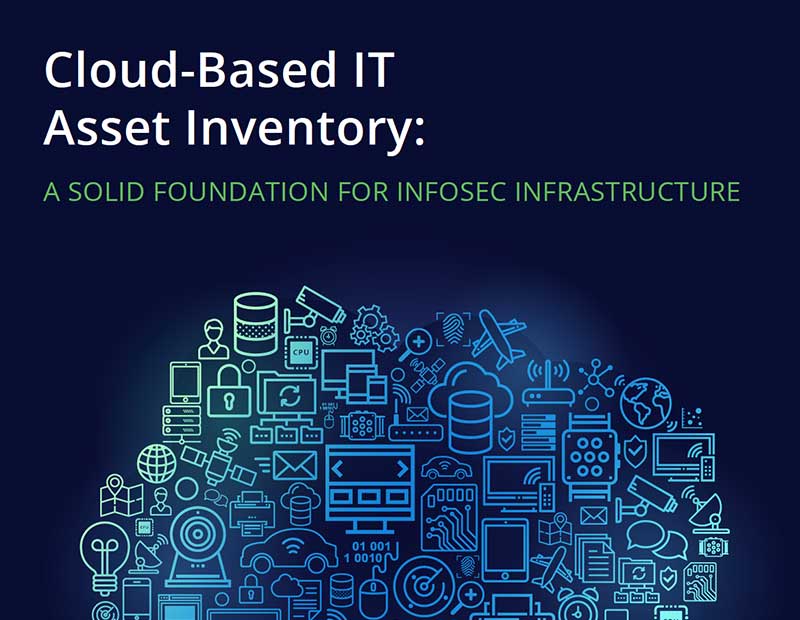 Cloud-Based IT
Asset Inventory:
A SOLID FOUNDATION FOR INFOSEC INFRASTRUCTURE
CPU
01 001
1 0010